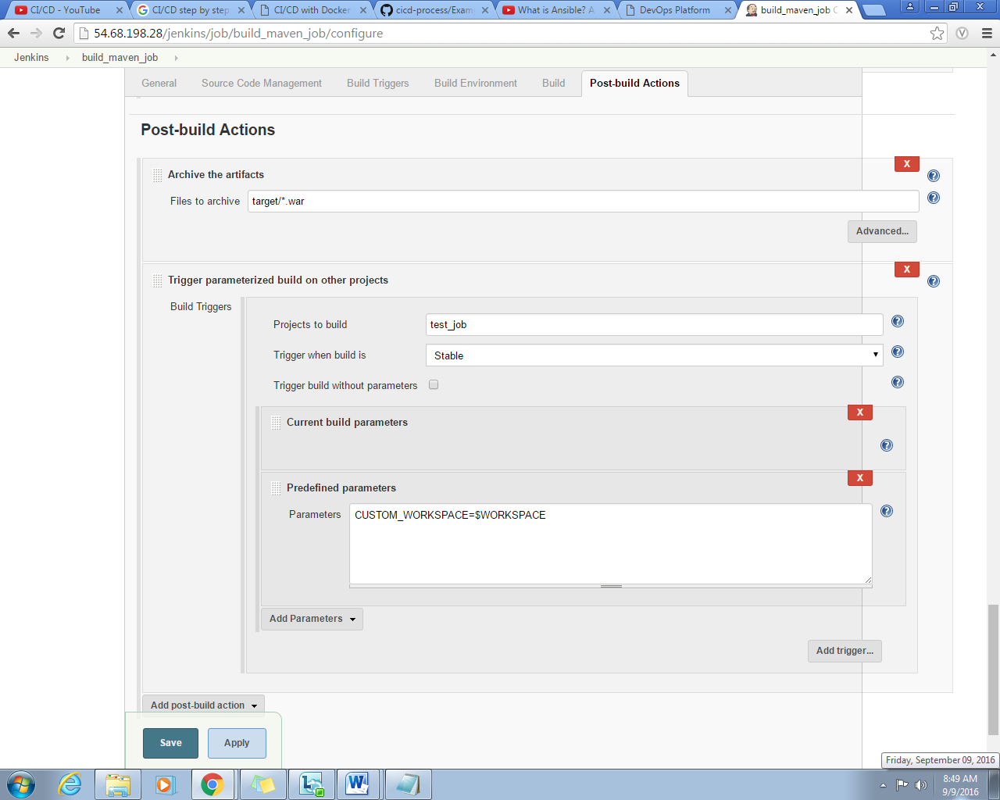 CI/CD - YouTube
CI/CD step by step
CI/CD with Docker
cicd-process/Exam
What is Ansible? A
DevOps Platform
build_maven_job C
54.68.198.28/jenkins/job/build_maven_job/configure
Jenkins
build_maven_job
General
Source Code Management
Build Triggers
Build Environment
Build
Post-build Actions
Post-build Actions
X
Archive the artifacts
Files to archive
target/*.war
Advanced...
X
Trigger parameterized build on other projects
Build Triggers
Projects to build
test_job
Trigger when build is
Stable
Trigger build without parameters
X
Current build parameters
X
Predefined parameters
Parameters
CUSTOM_WORKSPACE=$WORKSPACE
Add Parameters
Add trigger...
Add post-build action
Save
Apply
Friday, September 09, 2016
8:49 AM
9/9/2016